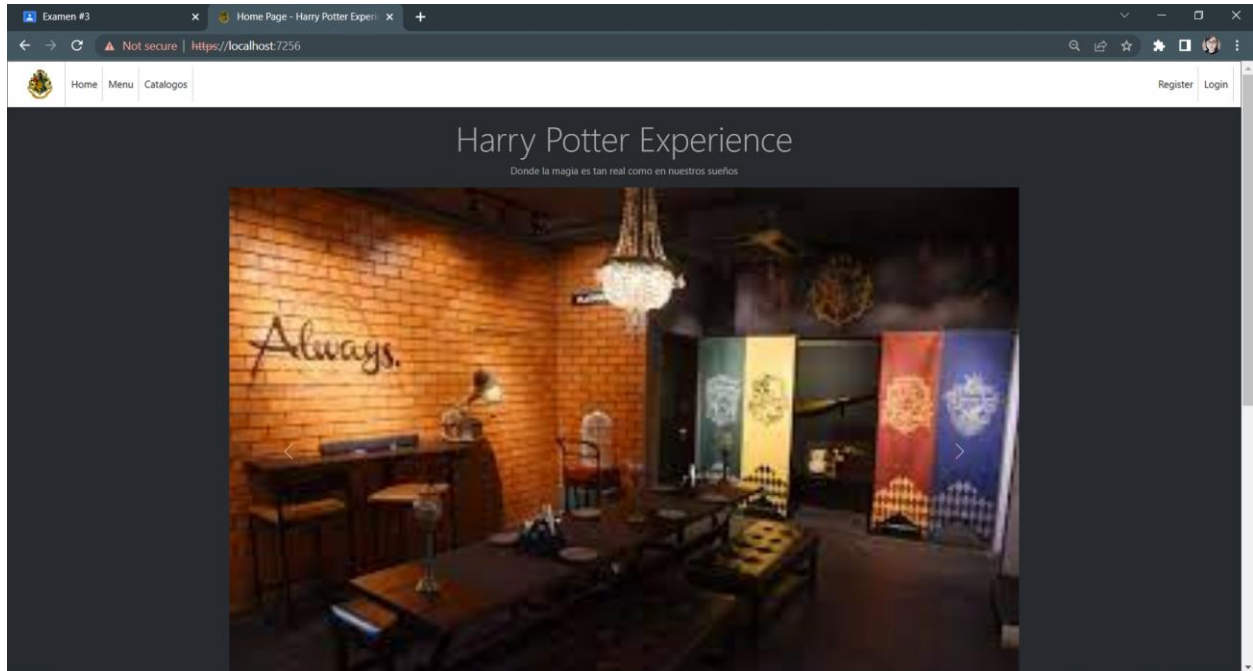 Examen #3
Home Page - Harry Potter Experi
Not secure | https://localhost:7256
Home Menu Catalogos
Register Login
Harry Potter Experience
Donde la magia es tan real como en nuestros sueños
Always.